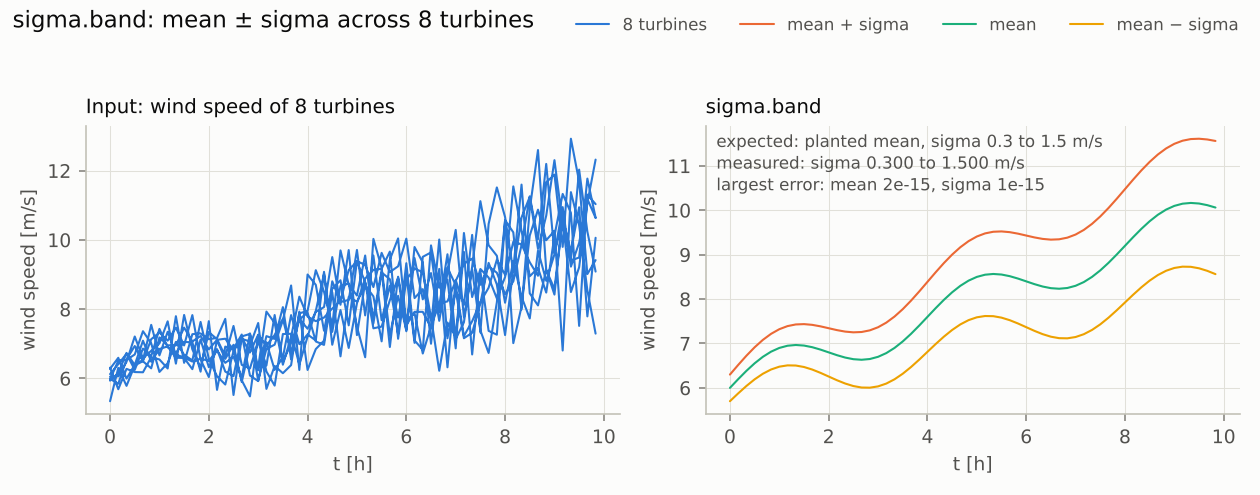 sigma.band: mean ± sigma across 8 turbines
8 turbines
mean + sigma
mean
mean − sigma
Input: wind speed of 8 turbines
12
10
8
6
wind speed [m/s]
0 2 4 6 8 10
t [h]
sigma.band
expected: planted mean, sigma 0.3 to 1.5 m/s
measured: sigma 0.300 to 1.500 m/s
largest error: mean 2e-15, sigma 1e-15
11
10
9
8
7
6
wind speed [m/s]
0 2 4 6 8 10
t [h]